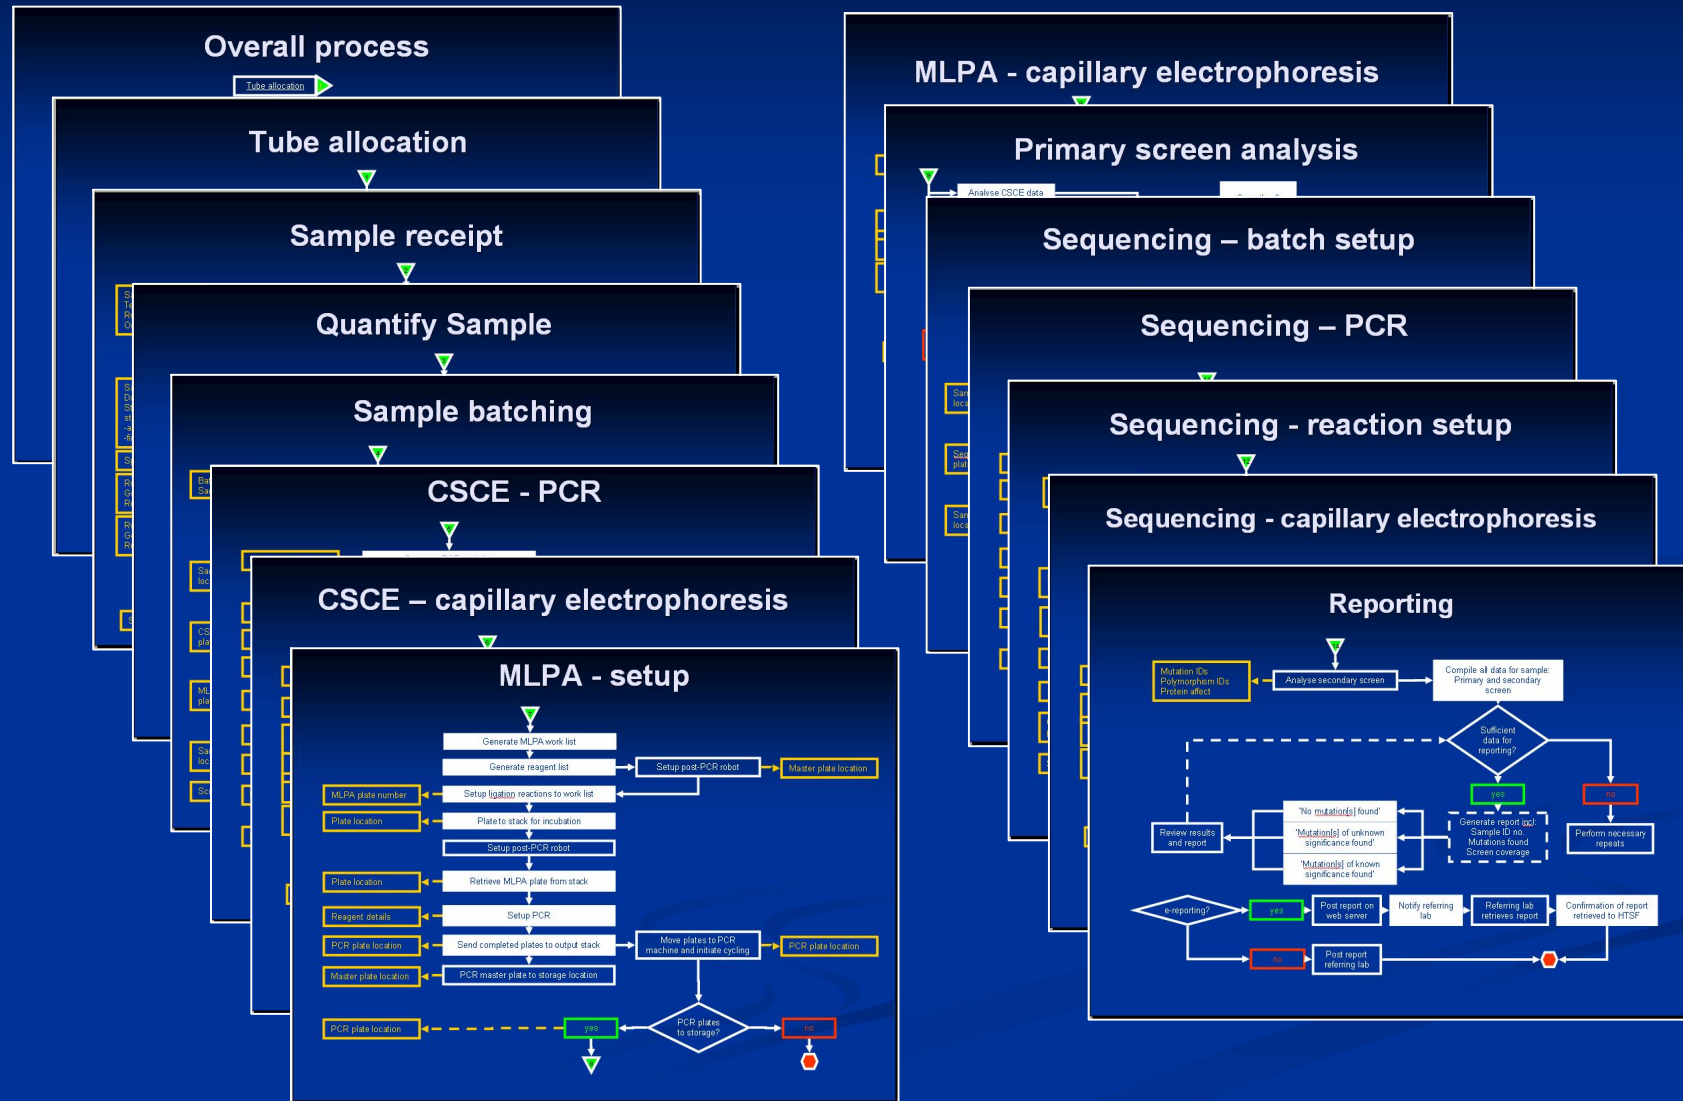 Overall process
Tube allocation
Tube allocation
Sample receipt
Quantify Sample
Sample batching
CSCE - PCR
CSCE – capillary electrophoresis
MLPA - setup
Generate MLPA work list
Generate reagent list
Setup post-PCR robot
Master plate location
MLPA plate number
Setup ligation reactions to work list
Plate location
Plate to stack for incubation
Setup post-PCR robot
Plate location
Retrieve MLPA plate from stack
Reagent details
Setup PCR
PCR plate location
Send completed plates to output stack
Move plates to PCR
machine and initiate cycling
PCR plate location
Master plate location
PCR master plate to storage location
PCR plate location
yes
PCR plates
to storage?
no
MLPA - capillary electrophoresis
Primary screen analysis
Analyse CSCE data
Sequencing – batch setup
Sequencing – PCR
Sequencing - reaction setup
Sequencing - capillary electrophoresis
Reporting
Mutation IDs
Polymorphism IDs
Protein affect
Analyse secondary screen
Compile all data for sample:
Primary and secondary
screen
Sufficient
data for
reporting?
yes
no
Generate report incl:
Sample ID no.
Mutations found
Screen coverage
Perform necessary
repeats
'No mutation[s] found'
'Mutation[s] of unknown
significance found'
'Mutation[s] of known
significance found'
Review results
and report
e-reporting?
yes
Post report on
web server
Notify referring
lab
Referring lab
retrieves report
Confirmation of report
retrieved to HTSF
no
Post report
referring lab